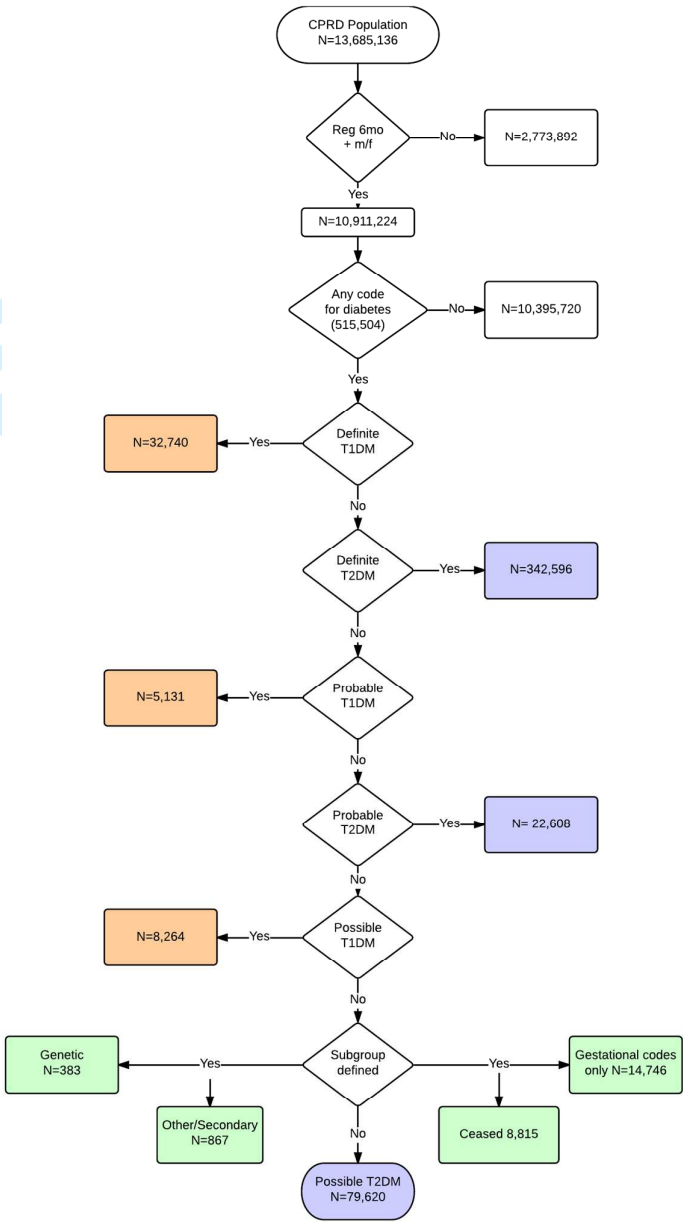 CPRD Population
N=13,685,136
Reg 6mo
+ m/f
No
N=2,773,892
Yes
N=10,911,224
Any code
for diabetes
(515,504)
No
N=10,395,720
Yes
Definite
T1DM
Yes
N=32,740
No
Definite
T2DM
Yes
N=342,596
No
Probable
T1DM
Yes
N=5,131
No
Probable
T2DM
Yes
N= 22,608
No
Possible
T1DM
Yes
N=8,264
No
Subgroup
defined
Yes
Genetic
N=383
Other/Secondary
N=867
Yes
Gestational codes
only N=14,746
Ceased 8,815
No
Possible T2DM
N=79,620